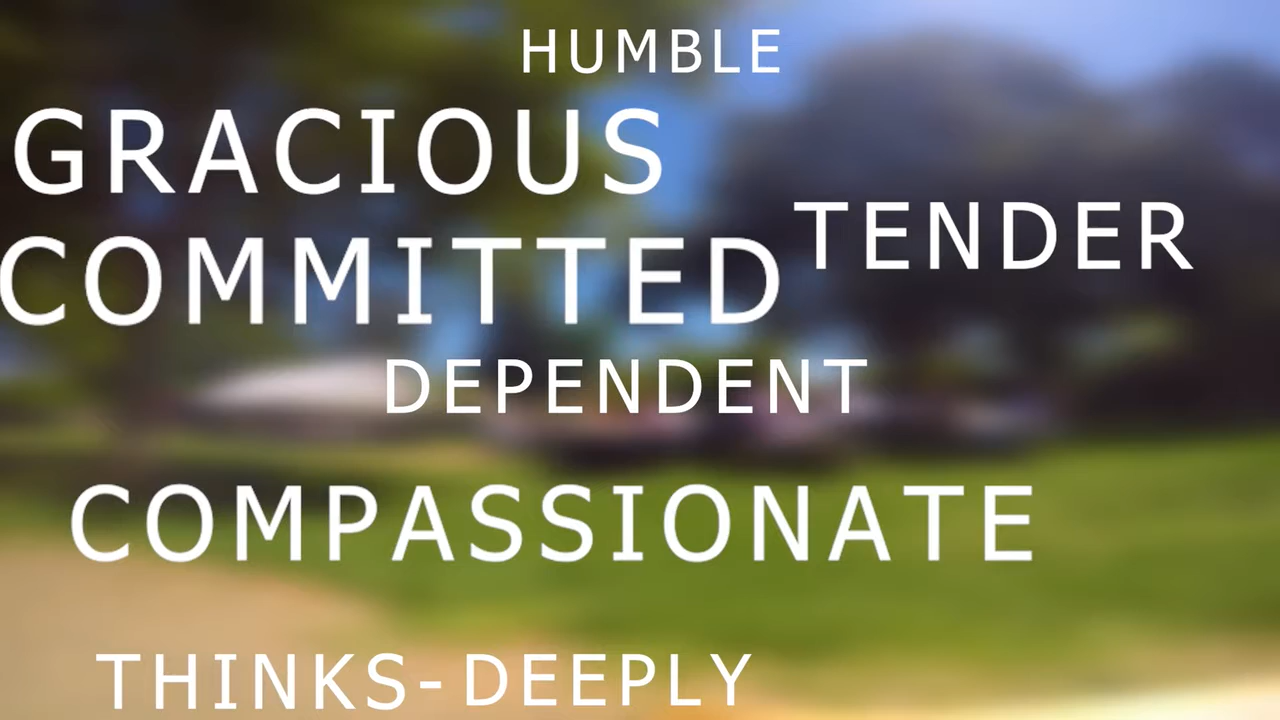 HUMBLE
GRACIOUS
TENDER
COMMITTED
DEPENDENT
COMPASSIONATE
THINKS-DEEPLY